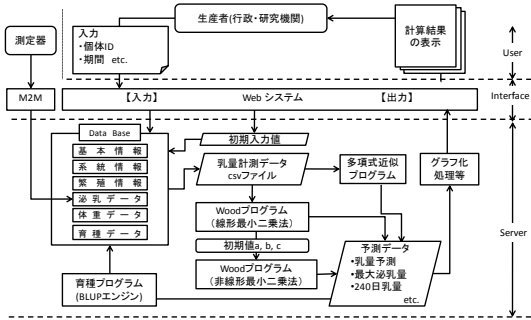 生産者(行政・研究機関)
測定器
入力
・個体ID
・期間 etc.
計算結果
の表示
User
M2M
【入力】
Web システム
【出力】
Interface
Data Base
基本情報
系統情報
繁殖情報
泌乳データ
体重データ
育種データ
初期入力値
乳量計測データ
csvファイル
多項式近似
プログラム
グラフ化
処理等
Woodプログラム
(線形最小二乗法)
初期値a, b, c
Woodプログラム
(非線形最小二乗法)
予測データ
・乳量予測
・最大泌乳量
・240日乳量
etc.
育種プログラム
(BLUPエンジン)
Server